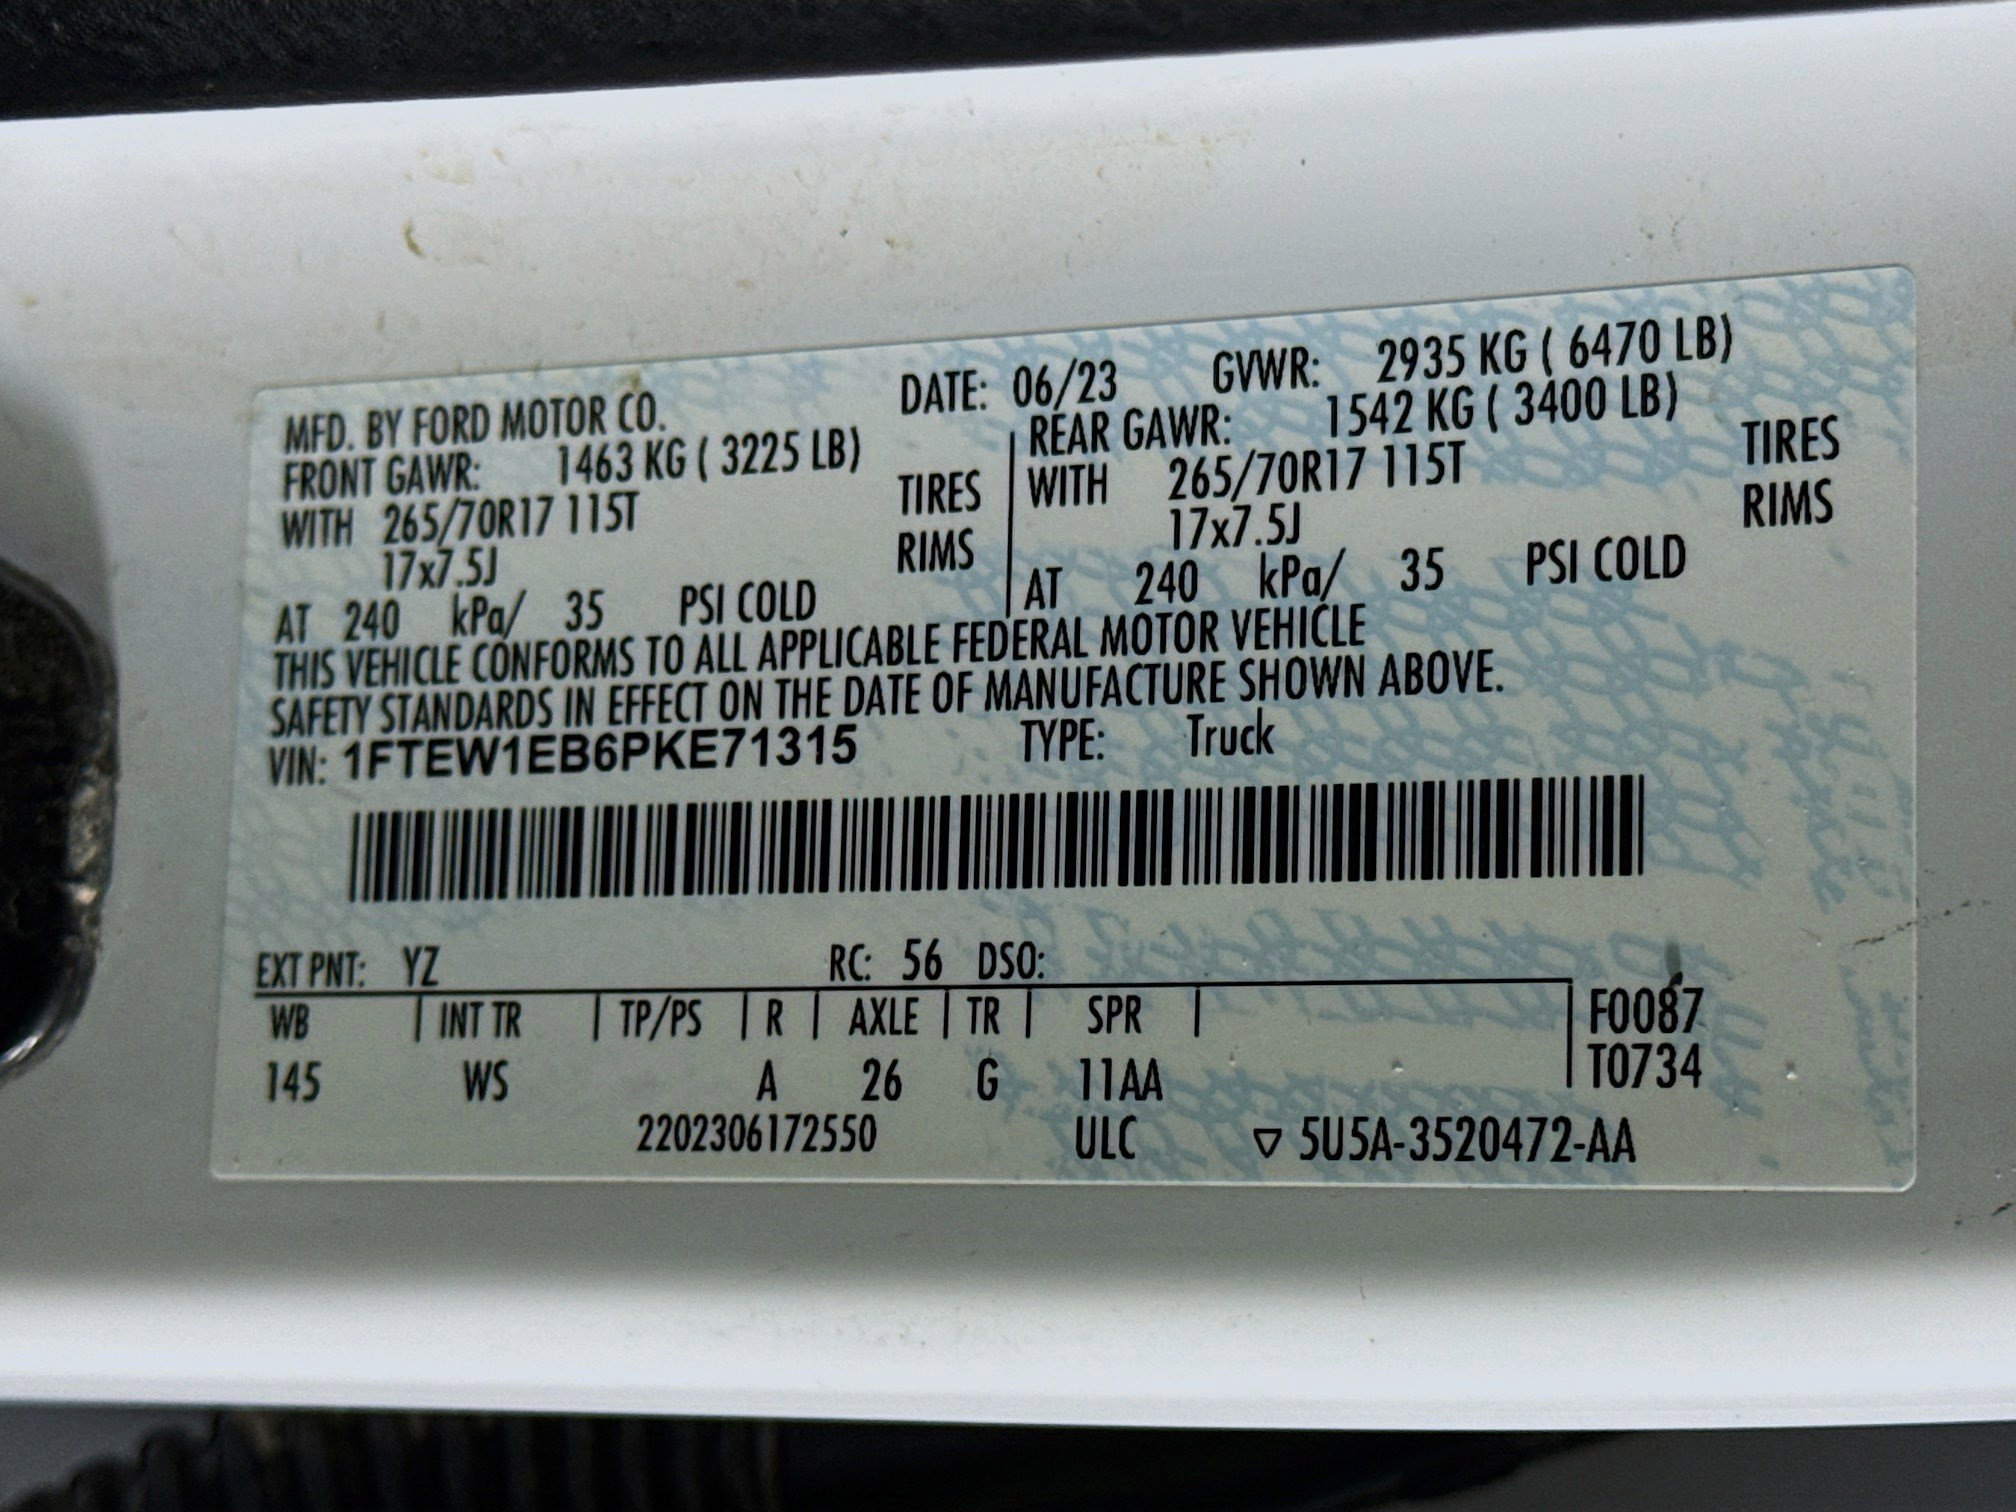 MFD. BY FORD MOTOR CO. DATE: 06/23 GVWR: 2935 KG ( 6470 LB)
FRONT GAWR: 1463 KG ( 3225 LB) REAR GAWR: 1542 KG ( 3400 LB)
WITH 265/70R17 115T TIRES WITH 265/70R17 115T TIRES
17x7.5J RIMS 17x7.5J RIMS
AT 240 kPa/ 35 PSI COLD AT 240 kPa/ 35 PSI COLD
THIS VEHICLE CONFORMS TO ALL APPLICABLE FEDERAL MOTOR VEHICLE
SAFETY STANDARDS IN EFFECT ON THE DATE OF MANUFACTURE SHOWN ABOVE.
VIN: 1FTEW1EB6PKE71315 TYPE: Truck
EXT PNT: YZ RC: 56 DSO:
WB INT TR TP/PS R AXLE TR SPR F0087
145 WS A 26 G 11AA T0734
2202306172550 ULC ▽ 5U5A-3520472-AA